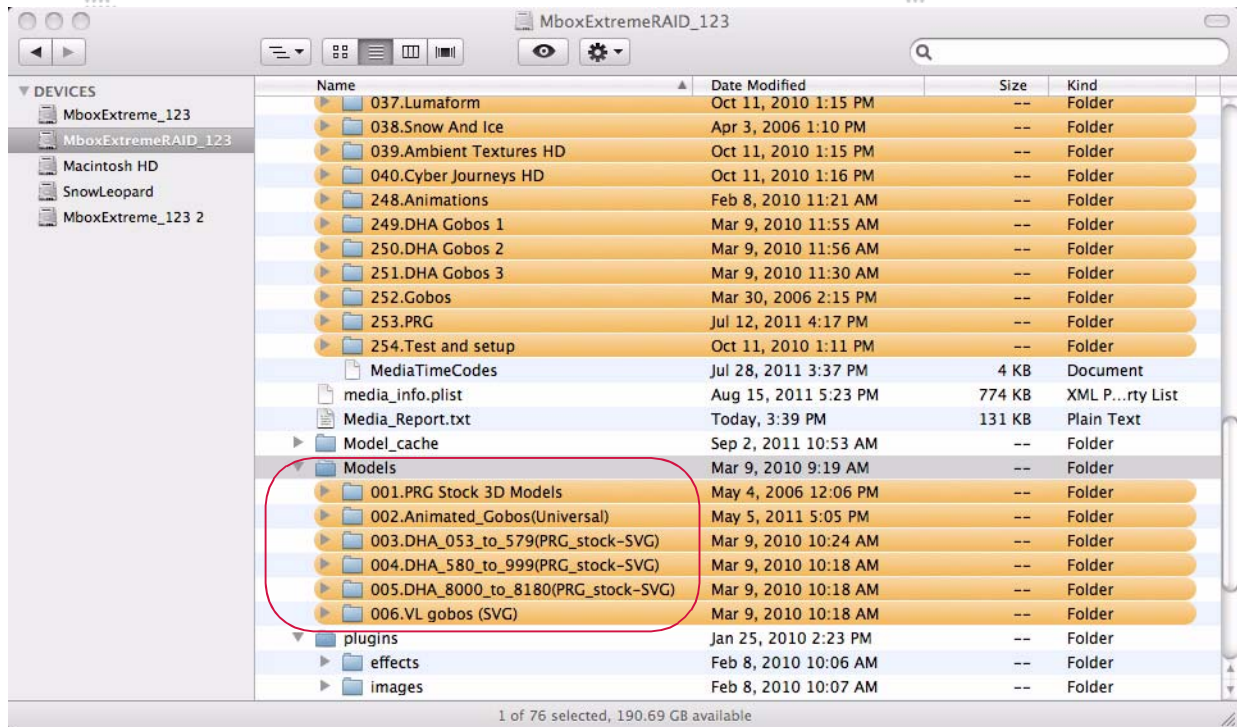 MboxExtremeRAID_123
DEVICES
MboxExtreme_123
MboxExtremeRAID_123
Macintosh HD
SnowLeopard
MboxExtreme_123 2
Name Date Modified Size Kind
037.Lumaform Oct 11, 2010 1:15 PM -- Folder
038.Snow And Ice Apr 3, 2006 1:10 PM -- Folder
039.Ambient Textures HD Oct 11, 2010 1:15 PM -- Folder
040.Cyber Journeys HD Oct 11, 2010 1:16 PM -- Folder
248.Animations Feb 8, 2010 11:21 AM -- Folder
249.DHA Gobos 1 Mar 9, 2010 11:55 AM -- Folder
250.DHA Gobos 2 Mar 9, 2010 11:56 AM -- Folder
251.DHA Gobos 3 Mar 9, 2010 11:30 AM -- Folder
252.Gobos Mar 30, 2006 2:15 PM -- Folder
253.PRG Jul 12, 2011 4:17 PM -- Folder
254.Test and setup Oct 11, 2010 1:11 PM -- Folder
MediaTimeCodes Jul 28, 2011 3:37 PM 4 KB Document
media_info.plist Aug 15, 2011 5:23 PM 774 KB XML P...rty List
Media_Report.txt Today, 3:39 PM 131 KB Plain Text
Model_cache Sep 2, 2011 10:53 AM -- Folder
Models Mar 9, 2010 9:19 AM -- Folder
001.PRG Stock 3D Models May 4, 2006 12:06 PM -- Folder
002.Animated_Gobos(Universal) May 5, 2011 5:05 PM -- Folder
003.DHA_053_to_579(PRG_stock-SVG) Mar 9, 2010 10:24 AM -- Folder
004.DHA_580_to_999(PRG_stock-SVG) Mar 9, 2010 10:18 AM -- Folder
005.DHA_8000_to_8180(PRG_stock-SVG) Mar 9, 2010 10:18 AM -- Folder
006.VL gobos (SVG) Mar 9, 2010 10:18 AM -- Folder
plugins Jan 25, 2010 2:23 PM -- Folder
effects Feb 8, 2010 10:06 AM -- Folder
images Feb 8, 2010 10:07 AM -- Folder
1 of 76 selected, 190.69 GB available